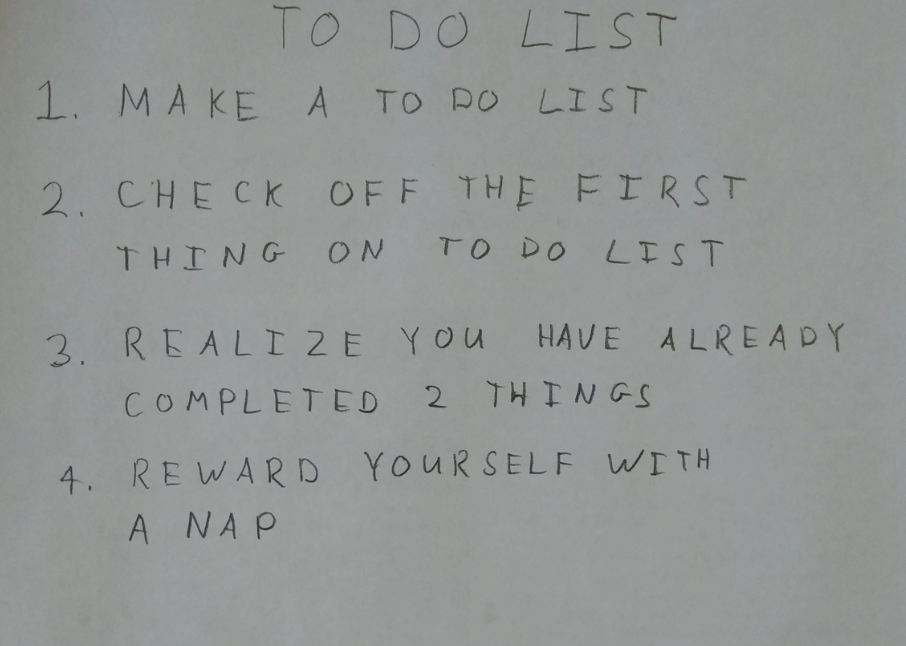 TO DO LIST
1. MAKE A TO DO LIST
2. CHECK OFF THE FIRST
THING ON TO DO LIST
3. REALIZE YOU HAVE ALREADY
COMPLETED 2 THINGS
4. REWARD YOURSELF WITH
A NAP